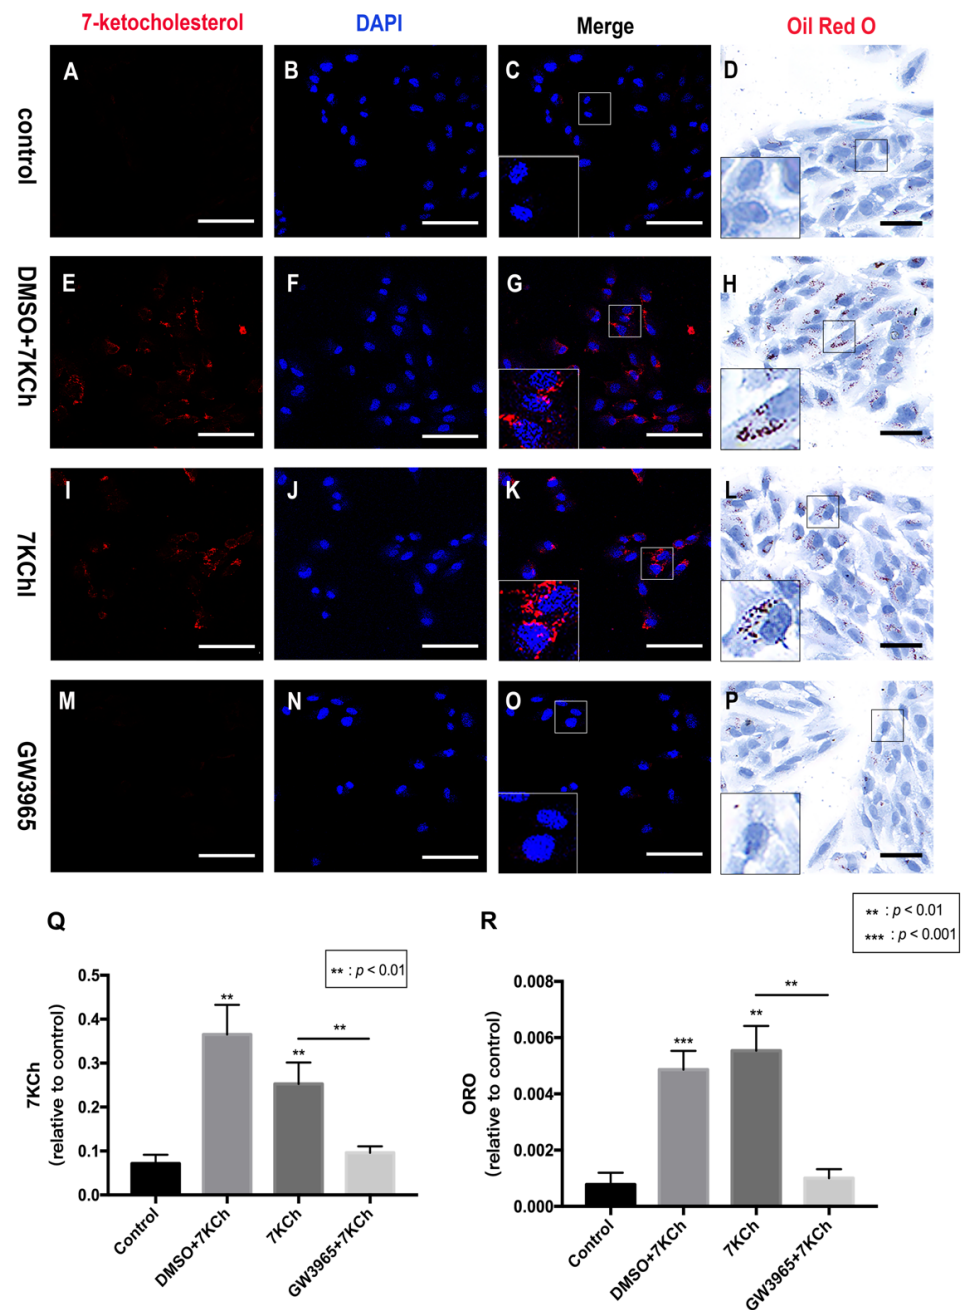 7-ketocholesterol DAPI Merge Oil Red O
control
A B C D
DMSO+7KCh
E F G H
7KChl
I J K L
GW3965
M N O P
Q
** : p < 0.01
7KCh
(relative to control)
0.5
0.4
0.3
0.2
0.1
0.0
**
**
**
Control
DMSO+7KCh
7KCh
GW3965+7KCh
R
** : p < 0.01
*** : p < 0.001
ORO
(relative to control)
0.008
0.006
0.004
0.002
0.000
***
**
**
Control
DMSO+7KCh
7KCh
GW3965+7KCh